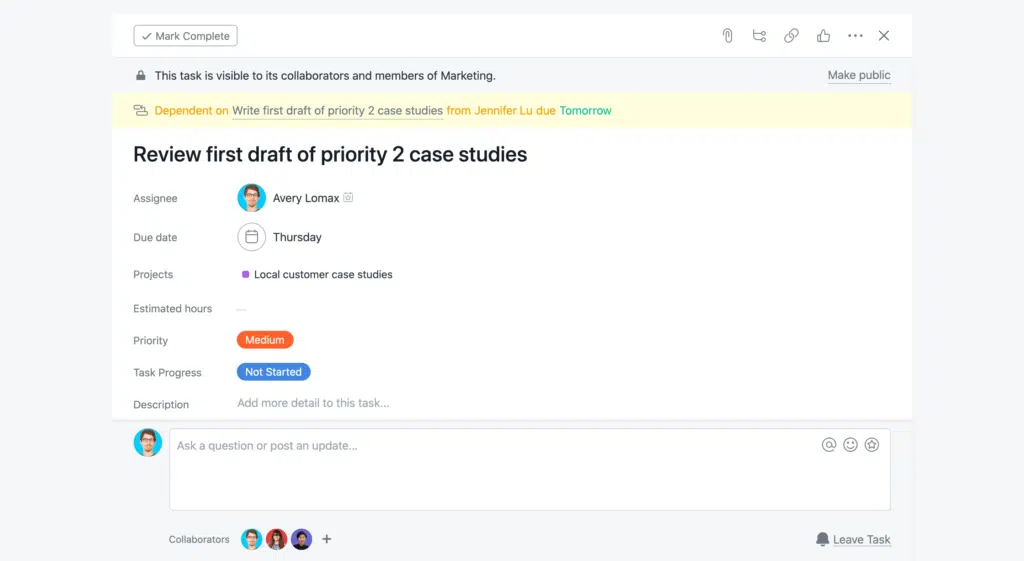 Mark Complete
This task is visible to its collaborators and members of Marketing. Make public
Dependent on Write first draft of priority 2 case studies from Jennifer Lu due Tomorrow
Review first draft of priority 2 case studies
Assignee Avery Lomax
Due date Thursday
Projects Local customer case studies
Estimated hours —
Priority Medium
Task Progress Not Started
Description Add more detail to this task...
Ask a question or post an update...
Collaborators Leave Task